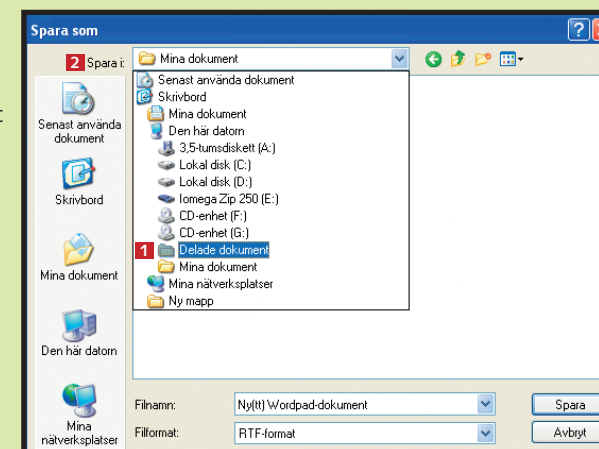 Spara som
t
2 Spara i: Mina dokument
Senast använda dokument
Skrivbord
Mina dokument
Den här datorn
3,5-tumsdiskett (A:)
Lokal disk (C:)
Lokal disk (D:)
Iomega Zip 250 (E:)
CD-enhet (F:)
CD-enhet (G:)
1 Delade dokument
Mina dokument
Mina nätverksplatser
Ny mapp
Senast använda
dokument
Skrivbord
Mina dokument
Den här datorn
Mina
nätverksplatser
Filnamn: Ny(tt) Wordpad-dokument Spara
Filformat: RTF-format Avbryt